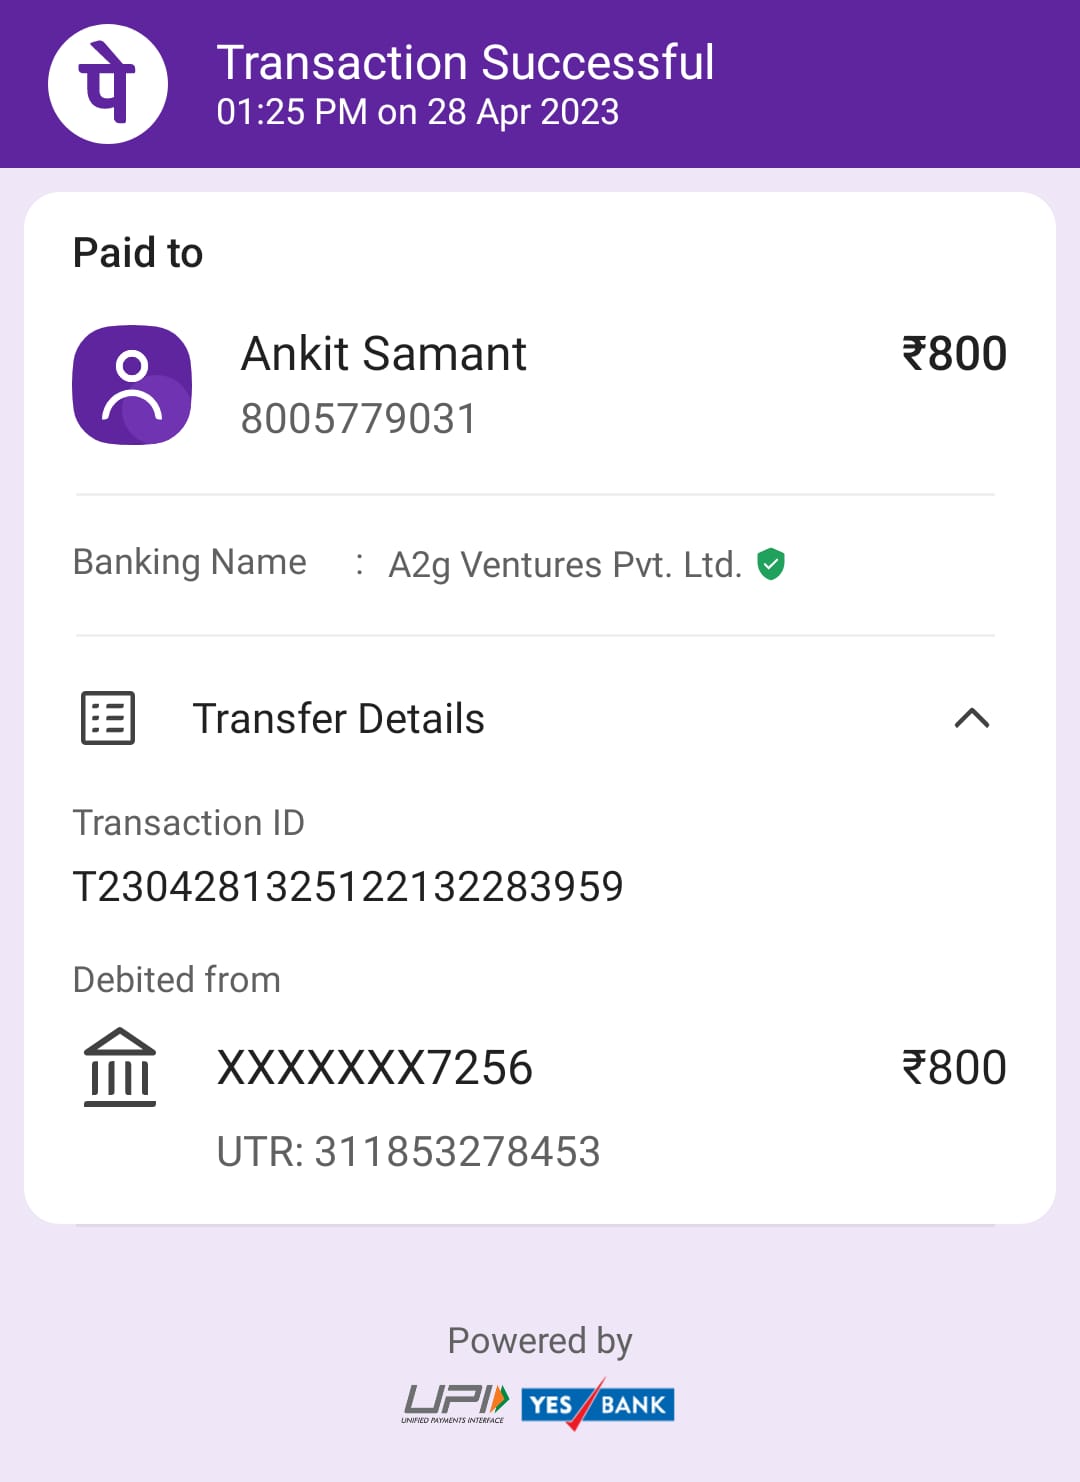 पे
Transaction Successful
01:25 PM on 28 Apr 2023
Paid to
Ankit Samant
₹800
8005779031
Banking Name : A2g Ventures Pvt. Ltd.
Transfer Details
Transaction ID
T2304281325122132283959
Debited from
XXXXXXX7256
₹800
UTR: 311853278453
Powered by
UPI
UNIFIED PAYMENTS INTERFACE
YES BANK